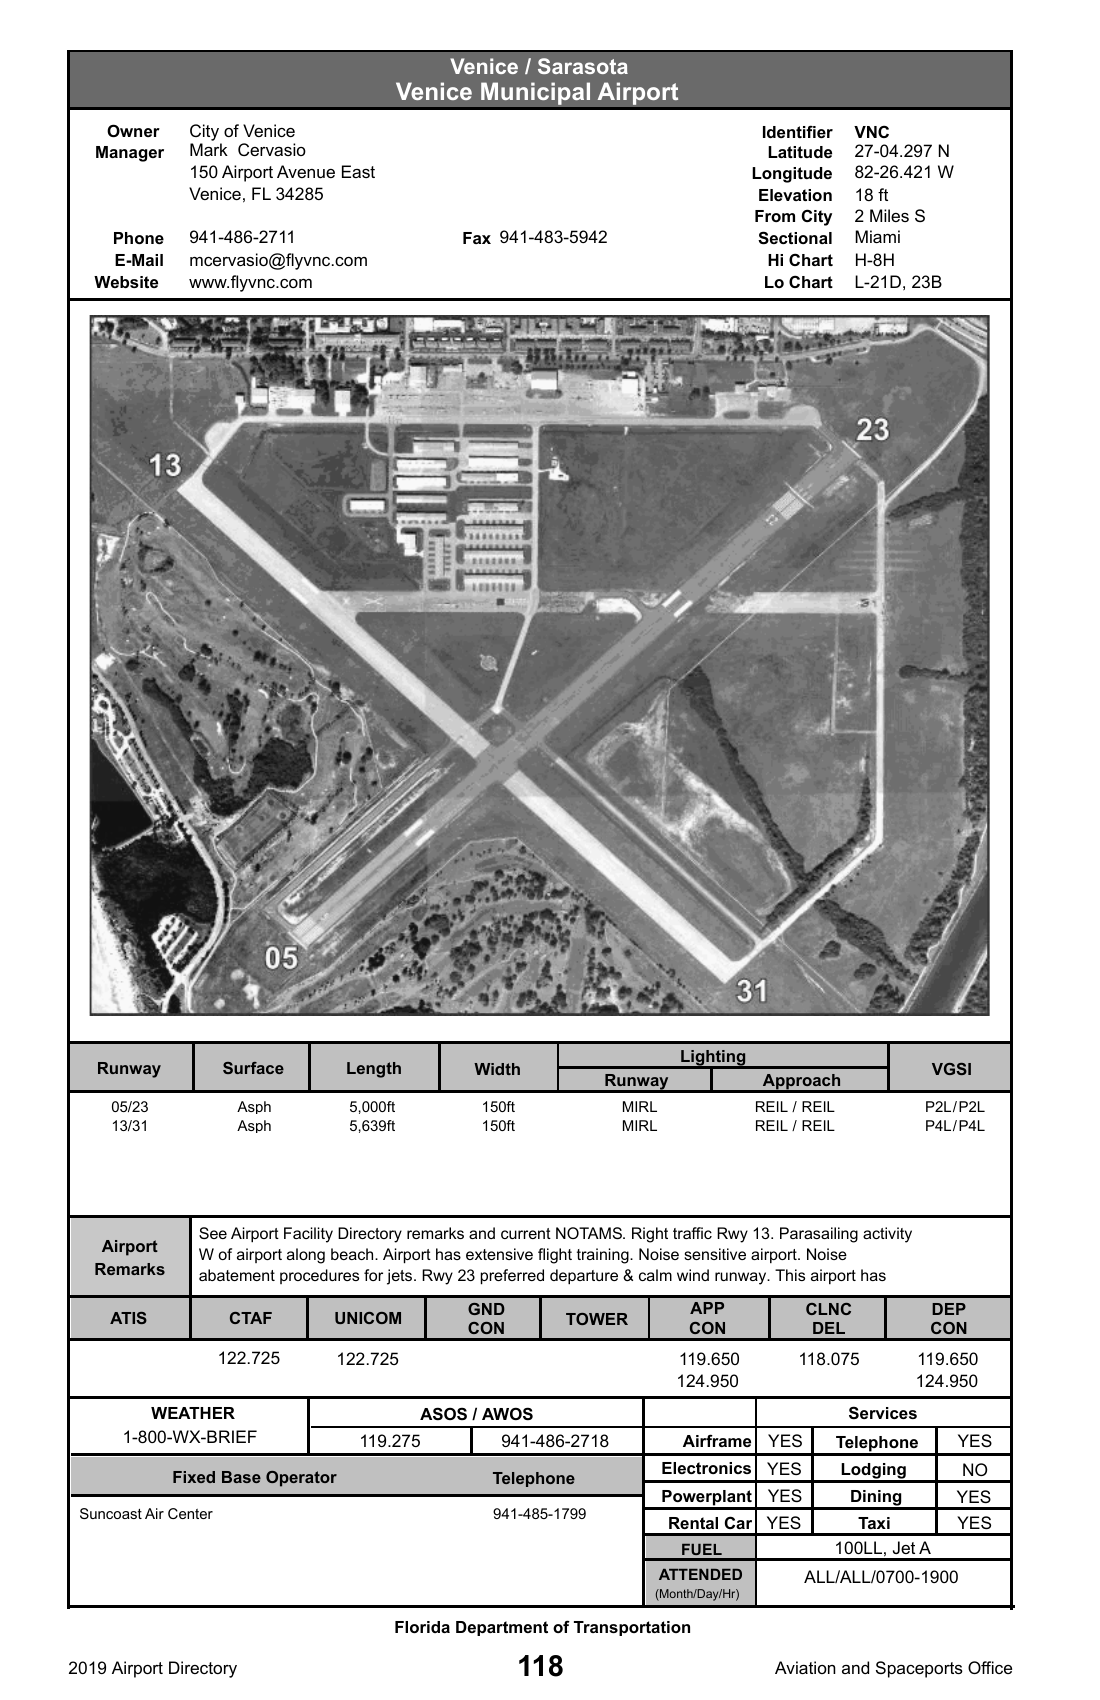 Venice / Sarasota
Venice Municipal Airport
Owner City of Venice
Manager Mark Cervasio
150 Airport Avenue East
Venice, FL 34285
Phone 941-486-2711 Fax 941-483-5942
E-Mail mcervasio@flyvnc.com
Website www.flyvnc.com
Identifier VNC
Latitude 27-04.297 N
Longitude 82-26.421 W
Elevation 18 ft
From City 2 Miles S
Sectional Miami
Hi Chart H-8H
Lo Chart L-21D, 23B
23
13
05
31
Runway Surface Length Width Lighting VGSI
Runway Approach
05/23 Asph 5,000ft 150ft MIRL REIL / REIL P2L/P2L
13/31 Asph 5,639ft 150ft MIRL REIL / REIL P4L/P4L
Airport Remarks
See Airport Facility Directory remarks and current NOTAMS. Right traffic Rwy 13. Parasailing activity
W of airport along beach. Airport has extensive flight training. Noise sensitive airport. Noise
abatement procedures for jets. Rwy 23 preferred departure & calm wind runway. This airport has
ATIS CTAF UNICOM GND CON TOWER APP CON CLNC DEL DEP CON
122.725 122.725 119.650 118.075 119.650
124.950 124.950
WEATHER ASOS / AWOS Services
1-800-WX-BRIEF 119.275 941-486-2718
Airframe YES Telephone YES
Electronics YES Lodging NO
Powerplant YES Dining YES
Rental Car YES Taxi YES
Fixed Base Operator Telephone
Suncoast Air Center 941-485-1799
FUEL 100LL, Jet A
ATTENDED ALL/ALL/0700-1900
(Month/Day/Hr)
Florida Department of Transportation
2019 Airport Directory 118 Aviation and Spaceports Office